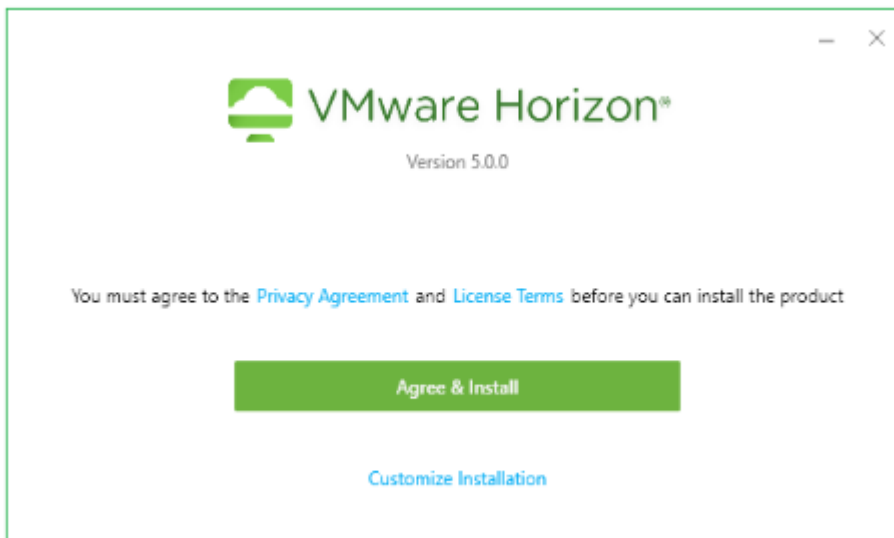 VMware Horizon®
Version 5.0.0
You must agree to the Privacy Agreement and License Terms before you can install the product
Agree & Install
Customize Installation